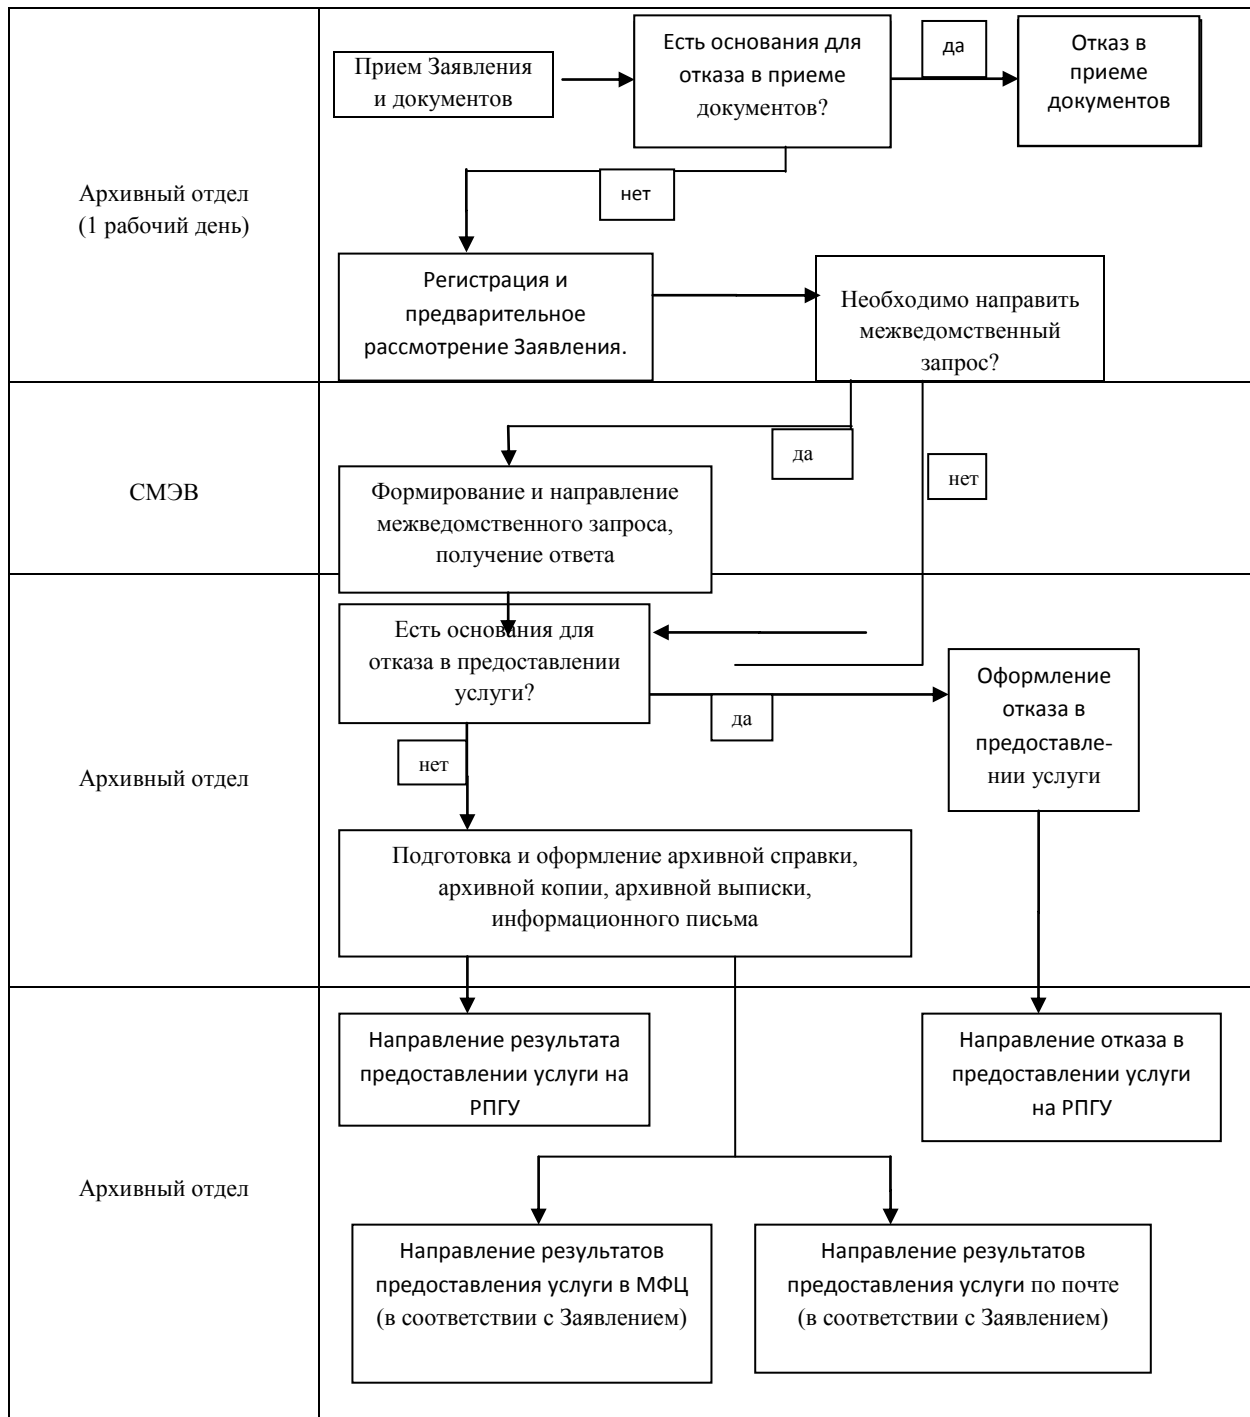 Прием Заявления
и документов
Есть основания для
отказа в приеме
документов?
да
Отказ в
приеме
документов
нет
Архивный отдел
(1 рабочий день)
Регистрация и
предварительное
рассмотрение Заявления.
Необходимо направить
межведомственный
запрос?
да
нет
СМЭВ
Формирование и направление
межведомственного запроса,
получение ответа
Есть основания для
отказа в предоставлении
услуги?
да
Оформление
отказа в
предоставле-
нии услуги
нет
Архивный отдел
Подготовка и оформление архивной справки,
архивной копии, архивной выписки,
информационного письма
Направление результата
предоставлении услуги на
РПГУ
Направление отказа в
предоставлении услуги
на РПГУ
Архивный отдел
Направление результатов
предоставления услуги в МФЦ
(в соответствии с Заявлением)
Направление результатов
предоставления услуги по почте
(в соответствии с Заявлением)